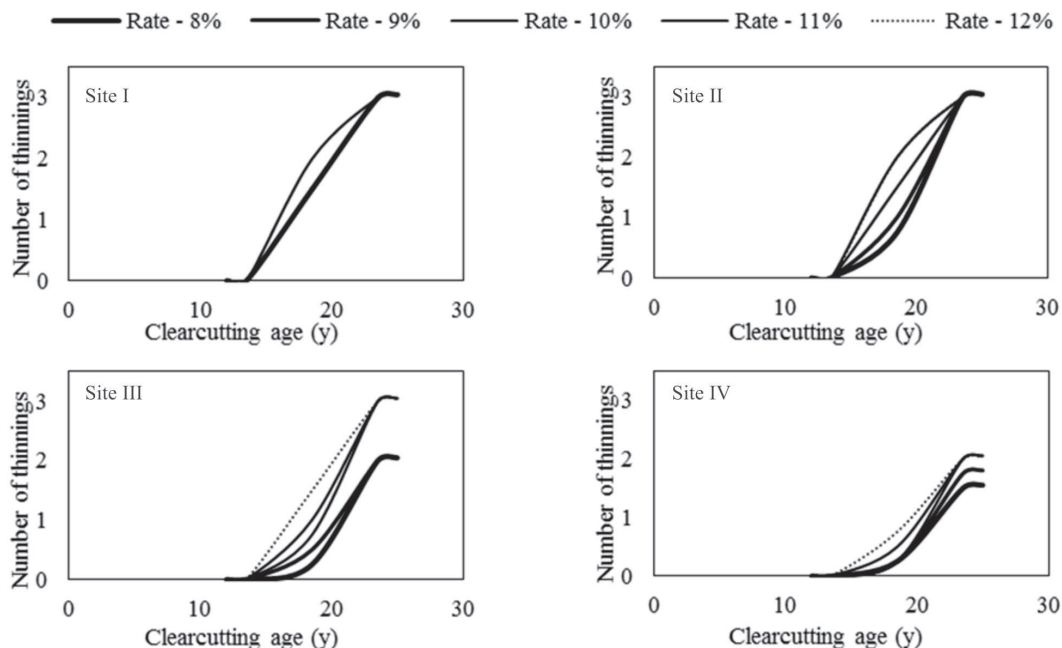 Rate - 8% Rate - 9% Rate - 10% Rate - 11% Rate - 12%
Site I
Number of thinnings
3
2
1
0
0 10 20 30
Clearcutting age (y)
Site II
Number of thinnings
3
2
1
0
0 10 20 30
Clearcutting age (y)
Site III
Number of thinnings
3
2
1
0
0 10 20 30
Clearcutting age (y)
Site IV
Number of thinnings
3
2
1
0
0 10 20 30
Clearcutting age (y)